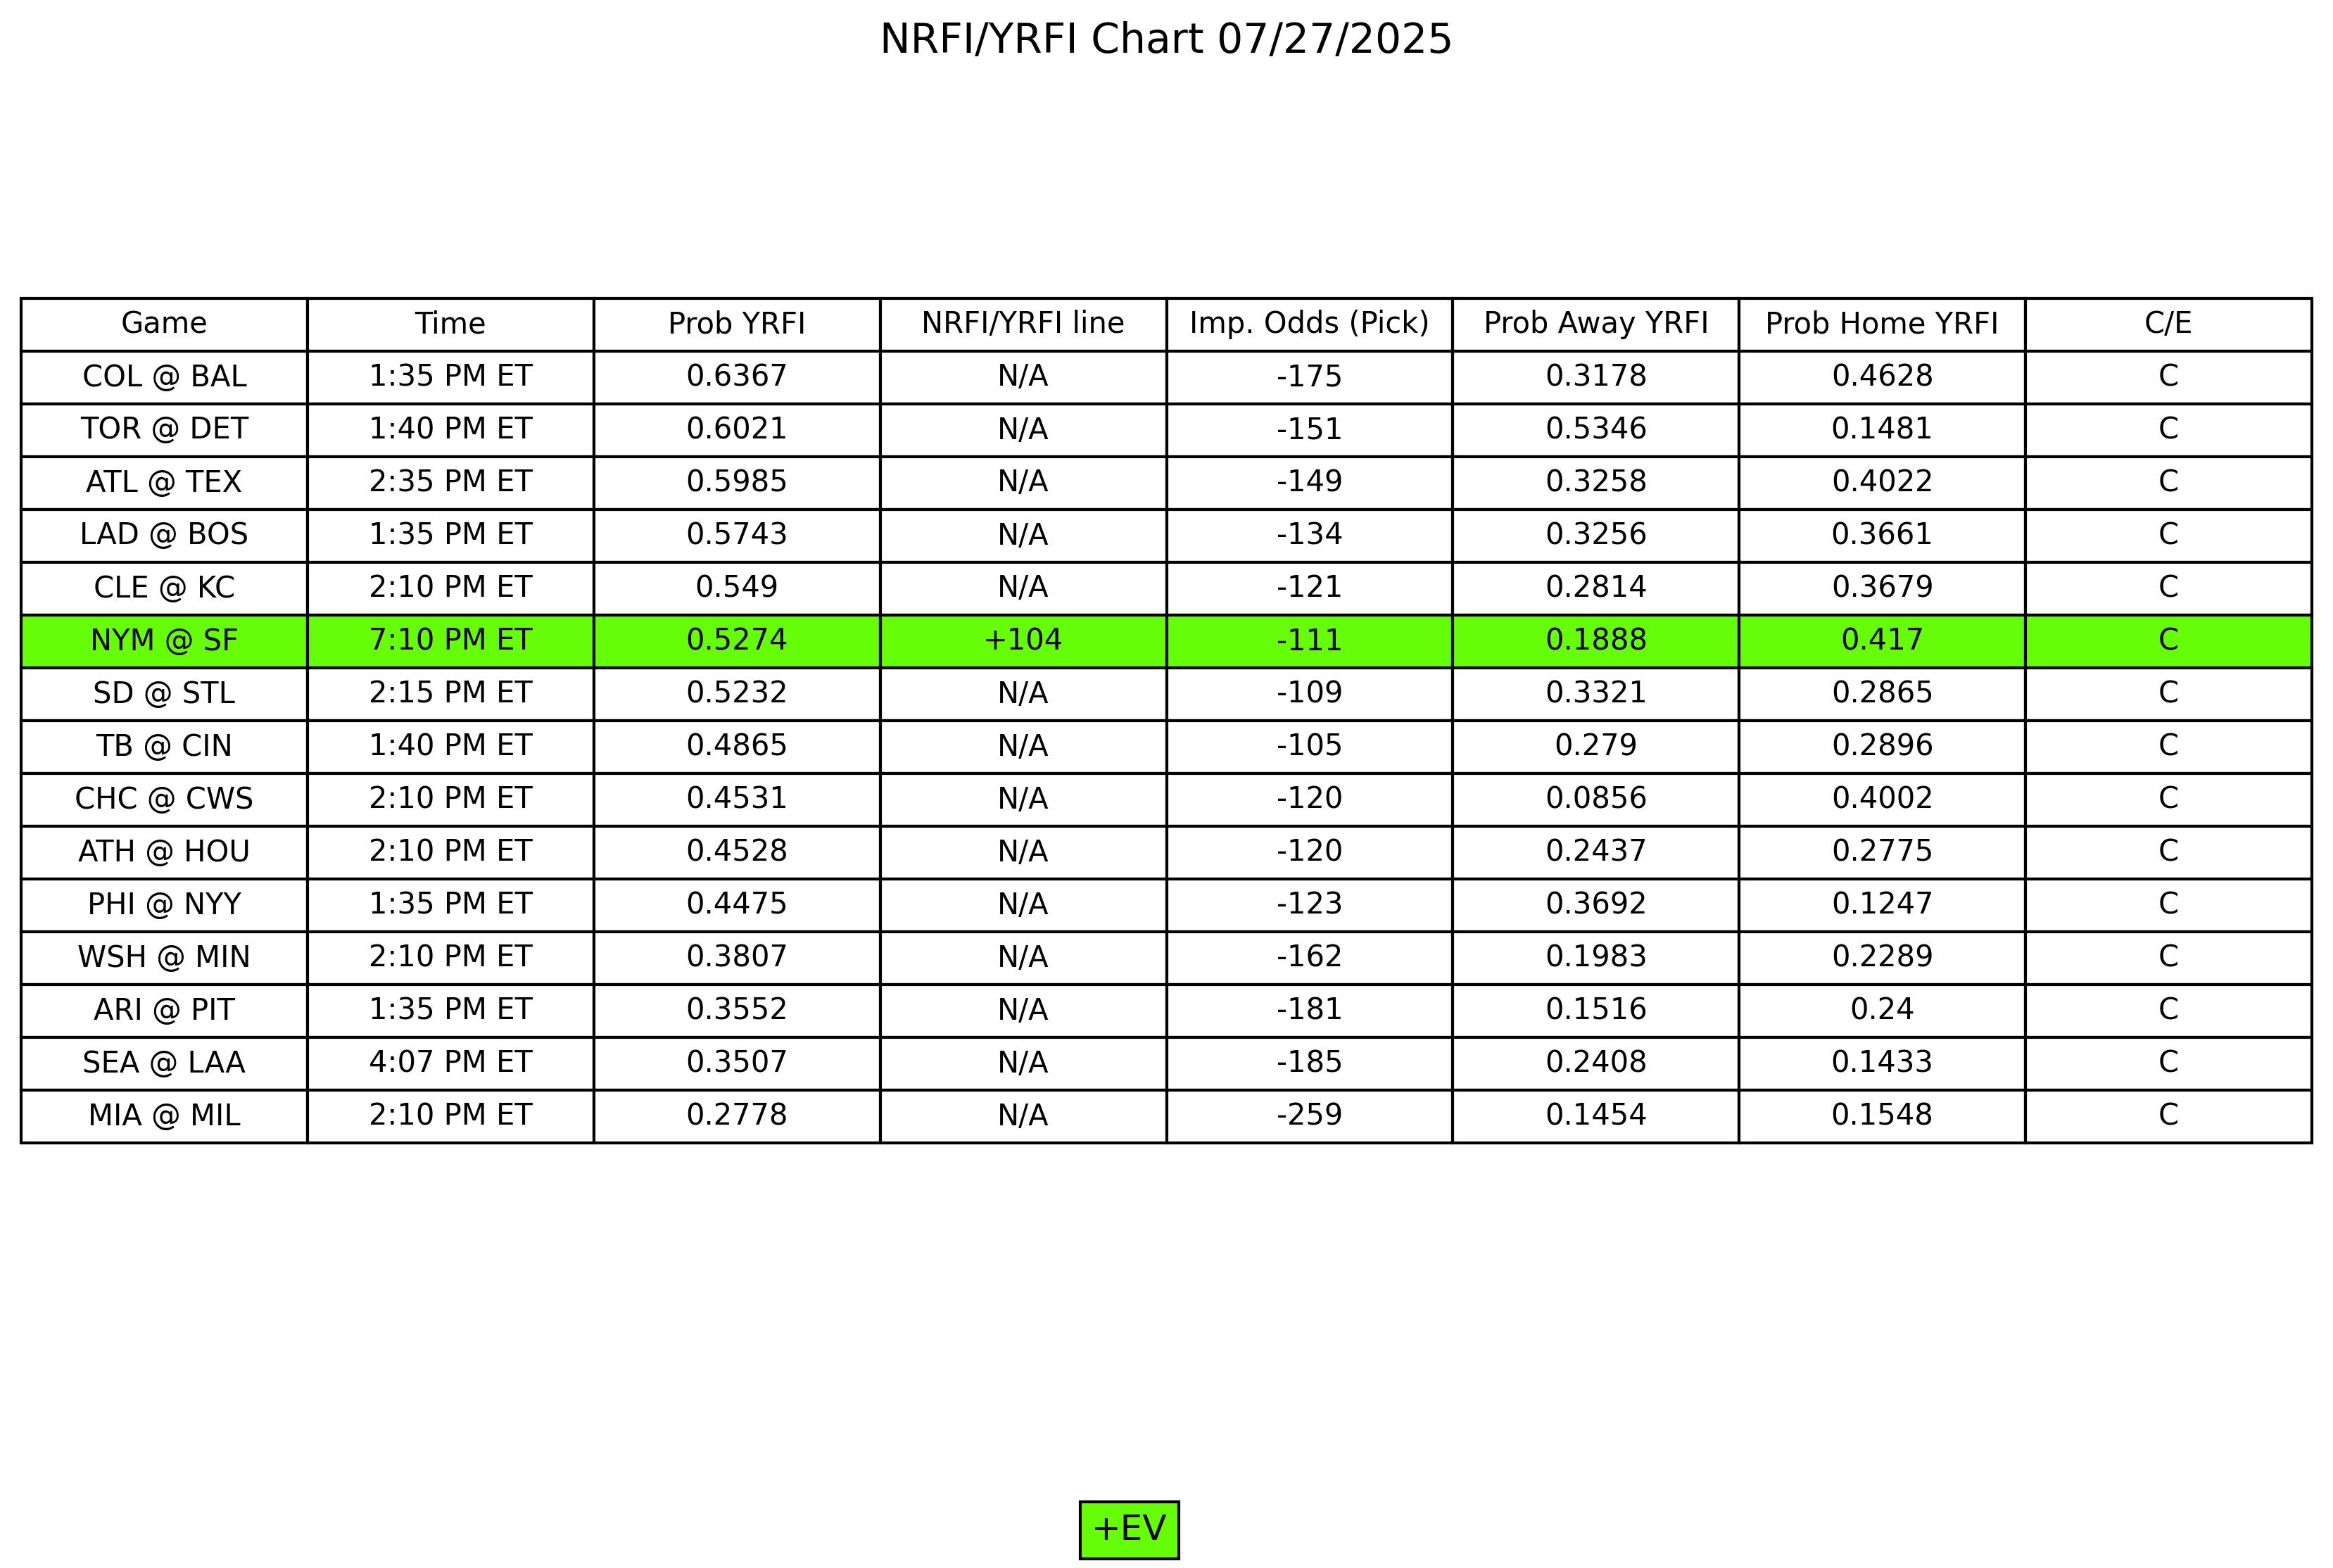 NRFI/YRFI Chart 07/27/2025
Game Time Prob YRFI NRFI/YRFI line Imp. Odds (Pick) Prob Away YRFI Prob Home YRFI C/E
COL @ BAL 1:35 PM ET 0.6367 N/A -175 0.3178 0.4628 C
TOR @ DET 1:40 PM ET 0.6021 N/A -151 0.5346 0.1481 C
ATL @ TEX 2:35 PM ET 0.5985 N/A -149 0.3258 0.4022 C
LAD @ BOS 1:35 PM ET 0.5743 N/A -134 0.3256 0.3661 C
CLE @ KC 2:10 PM ET 0.549 N/A -121 0.2814 0.3679 C
NYM @ SF 7:10 PM ET 0.5274 +104 -111 0.1888 0.417 C
SD @ STL 2:15 PM ET 0.5232 N/A -109 0.3321 0.2865 C
TB @ CIN 1:40 PM ET 0.4865 N/A -105 0.279 0.2896 C
CHC @ CWS 2:10 PM ET 0.4531 N/A -120 0.0856 0.4002 C
ATH @ HOU 2:10 PM ET 0.4528 N/A -120 0.2437 0.2775 C
PHI @ NYY 1:35 PM ET 0.4475 N/A -123 0.3692 0.1247 C
WSH @ MIN 2:10 PM ET 0.3807 N/A -162 0.1983 0.2289 C
ARI @ PIT 1:35 PM ET 0.3552 N/A -181 0.1516 0.24 C
SEA @ LAA 4:07 PM ET 0.3507 N/A -185 0.2408 0.1433 C
MIA @ MIL 2:10 PM ET 0.2778 N/A -259 0.1454 0.1548 C
+EV